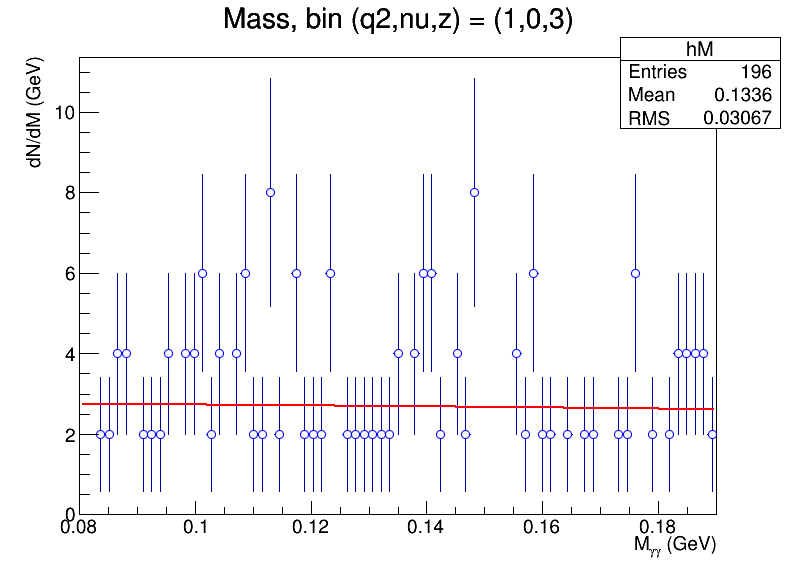 Mass, bin (q2,nu,z) = (1,0,3)
hM
Entries 196
Mean 0.1336
RMS 0.03067
dN/dM (GeV)
10
8
6
4
2
0
0.08 0.1 0.12 0.14 0.16 0.18
Mγγ (GeV)